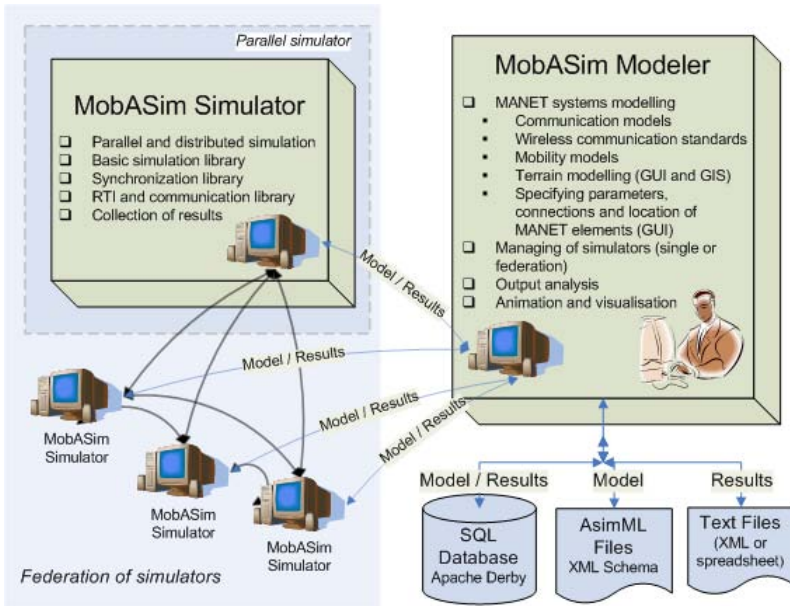 Parallel simulator
MobASim Simulator
❑ Parallel and distributed simulation
❑ Basic simulation library
❑ Synchronization library
❑ RTI and communication library
❑ Collection of results
MobASim Modeler
❑ MANET systems modelling
▪ Communication models
▪ Wireless communication standards
▪ Mobility models
▪ Terrain modelling (GUI and GIS)
▪ Specifying parameters,
connections and location of
MANET elements (GUI)
❑ Managing of simulators (single or
federation)
❑ Output analysis
❑ Animation and visualisation
Model / Results
Model / Results
Model / Results
Model / Results
MobASim
Simulator
MobASim
Simulator
MobASim
Simulator
Federation of simulators
Model / Results
Model
Results
SQL
Database
Apache Derby
AsimML
Files
XML Schema
Text Files
(XML or
spreadsheet)